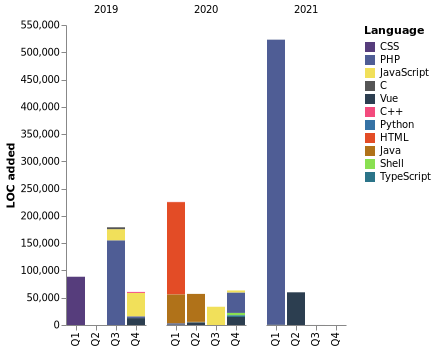 2019 2020 2021
Language
CSS
PHP
JavaScript
C
Vue
C++
Python
HTML
Java
Shell
TypeScript
LOC added
550,000
500,000
450,000
400,000
350,000
300,000
250,000
200,000
150,000
100,000
50,000
0
Q1 Q2 Q3 Q4 Q1 Q2 Q3 Q4 Q1 Q2 Q3 Q4